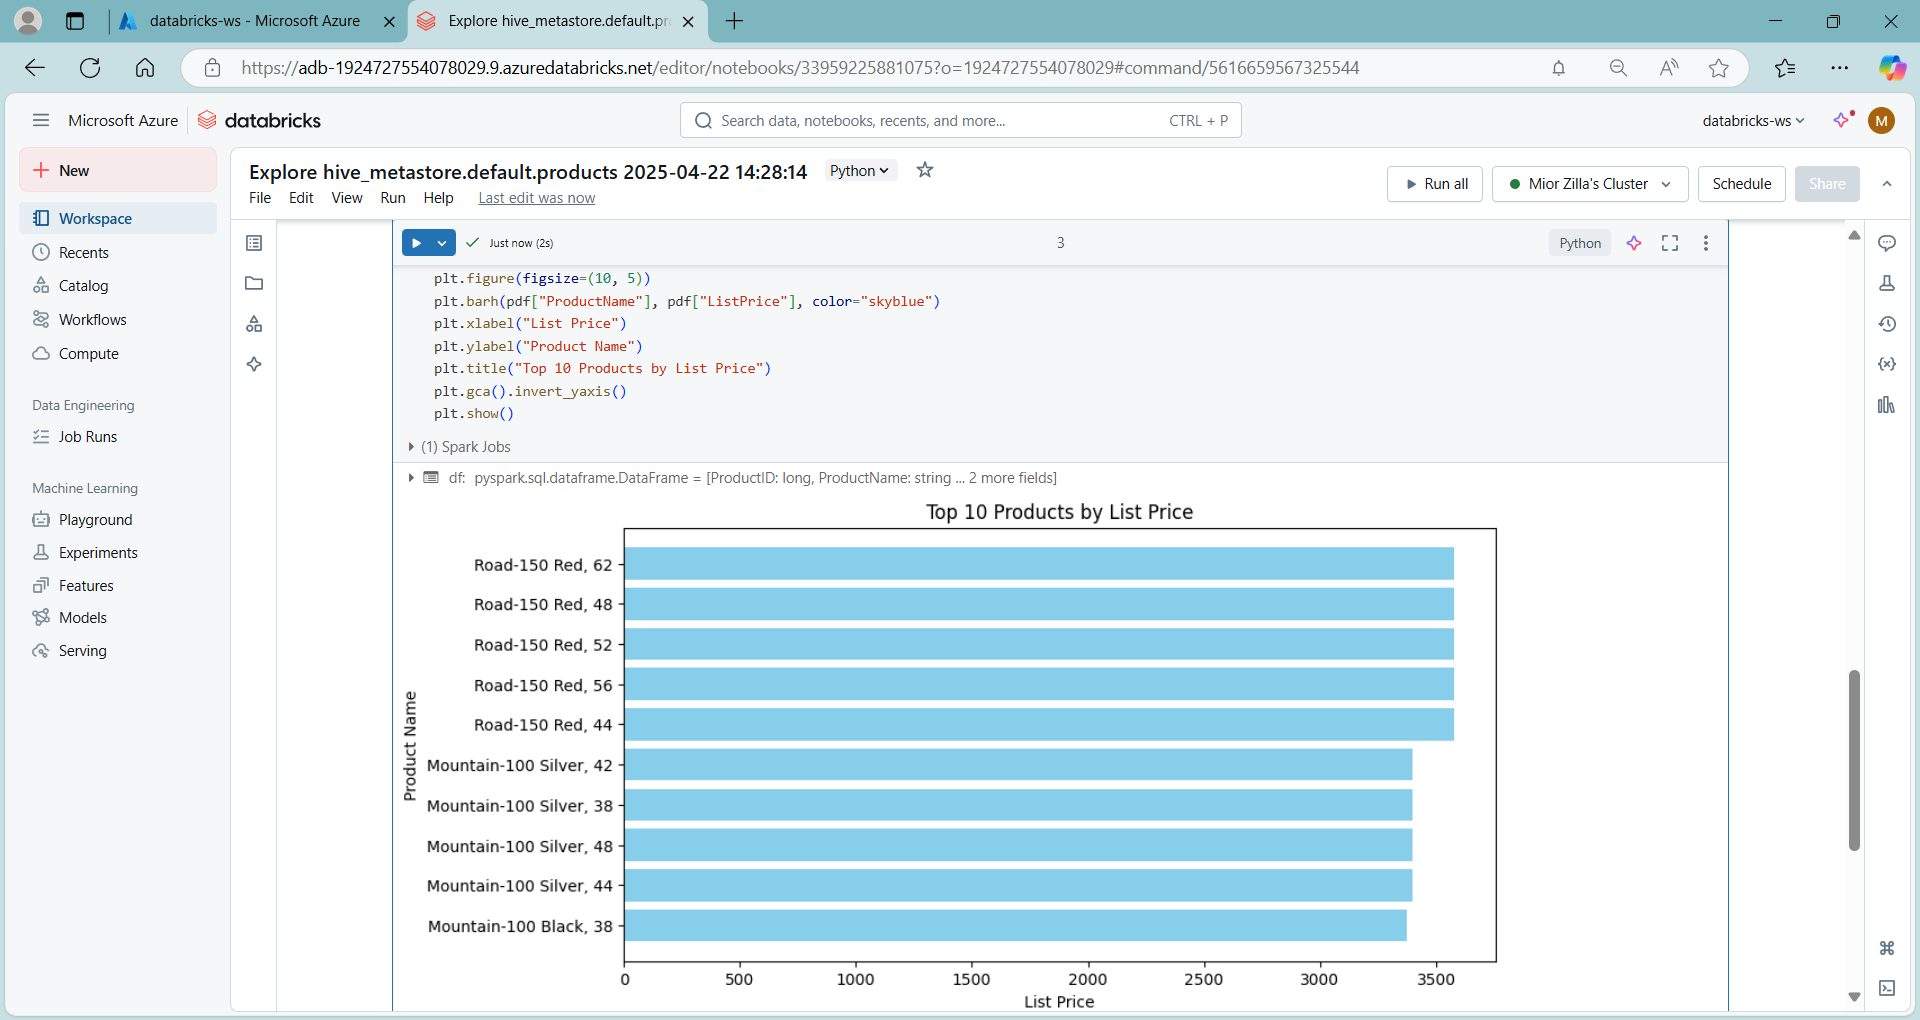 databricks-ws - Microsoft Azure
Explore hive_metastore.default.pr
https://adb-1924727554078029.9.azuredatabricks.net/editor/notebooks/33959225881075?o=1924727554078029#command/5616659567325544
Microsoft Azure
databricks
Search data, notebooks, recents, and more...
CTRL + P
databricks-ws
M
New
Workspace
Recents
Catalog
Workflows
Compute
Data Engineering
Job Runs
Machine Learning
Playground
Experiments
Features
Models
Serving
Explore hive_metastore.default.products 2025-04-22 14:28:14
Python
File Edit View Run Help Last edit was now
Run all
Mior Zilla's Cluster
Schedule
Share
Just now (2s)
3
Python
plt.figure(figsize=(10, 5))
plt.barh(pdf["ProductName"], pdf["ListPrice"], color="skyblue")
plt.xlabel("List Price")
plt.ylabel("Product Name")
plt.title("Top 10 Products by List Price")
plt.gca().invert_yaxis()
plt.show()
(1) Spark Jobs
df: pyspark.sql.dataframe.DataFrame = [ProductID: long, ProductName: string ... 2 more fields]
Top 10 Products by List Price
Product Name
Road-150 Red, 62
Road-150 Red, 48
Road-150 Red, 52
Road-150 Red, 56
Road-150 Red, 44
Mountain-100 Silver, 42
Mountain-100 Silver, 38
Mountain-100 Silver, 48
Mountain-100 Silver, 44
Mountain-100 Black, 38
0 500 1000 1500 2000 2500 3000 3500
List Price